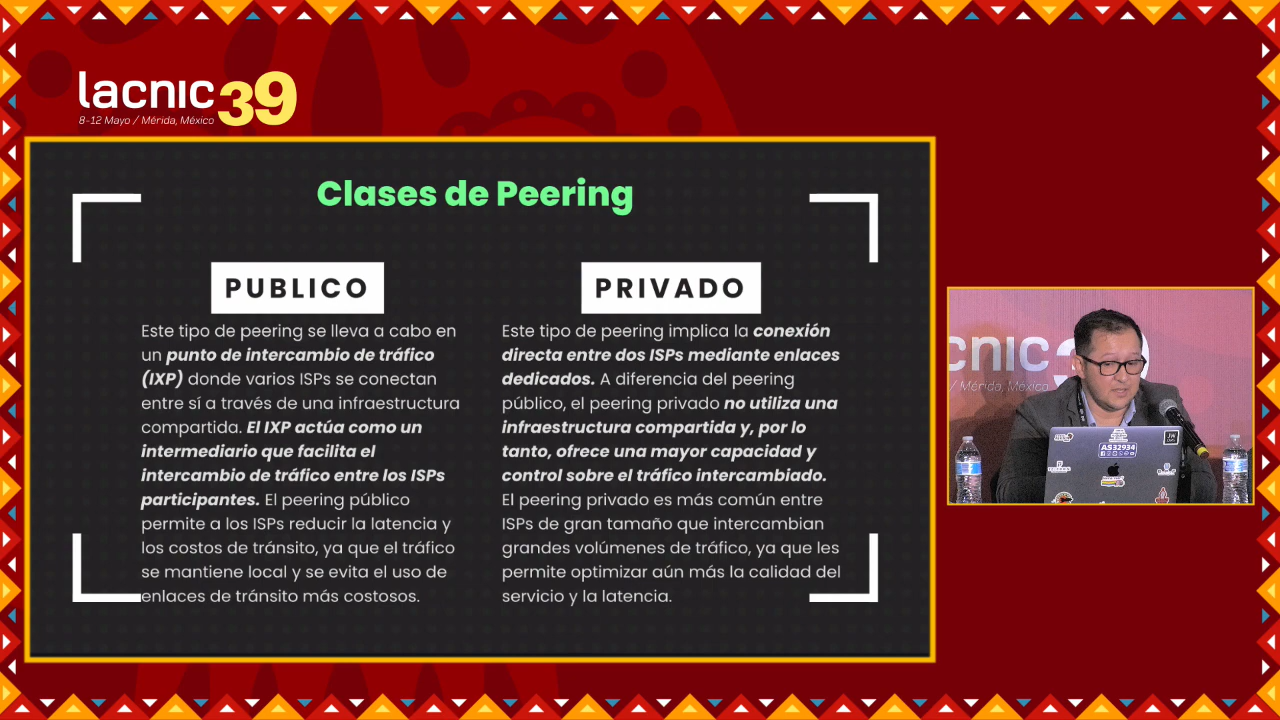 lacnic 39
8-12 Mayo / Mérida, México
Clases de Peering
PUBLICO
Este tipo de peering se lleva a cabo en
un punto de intercambio de tráfico
(IXP) donde varios ISPs se conectan
entre sí a través de una infraestructura
compartida. El IXP actúa como un
intermediario que facilita el
intercambio de tráfico entre los ISPs
participantes. El peering público
permite a los ISPs reducir la latencia y
los costos de tránsito, ya que el tráfico
se mantiene local y se evita el uso de
enlaces de tránsito más costosos.
PRIVADO
Este tipo de peering implica la conexión
directa entre dos ISPs mediante enlaces
dedicados. A diferencia del peering
público, el peering privado no utiliza una
infraestructura compartida y, por lo
tanto, ofrece una mayor capacidad y
control sobre el tráfico intercambiado.
El peering privado es más común entre
ISPs de gran tamaño que intercambian
grandes volúmenes de tráfico, ya que les
permite optimizar aún más la calidad del
servicio y la latencia.
cnic 39
/ Mérida, México
AS32934